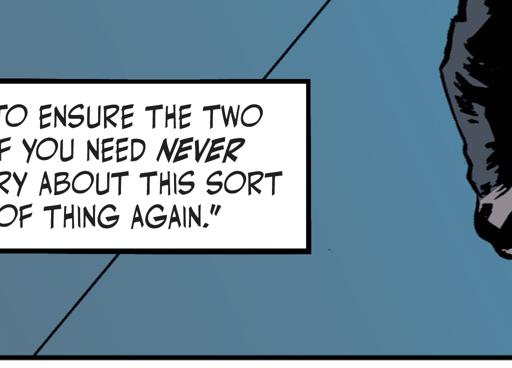 TO ENSURE THE TWO
F YOU NEED NEVER
RY ABOUT THIS SORT
OF THING AGAIN."